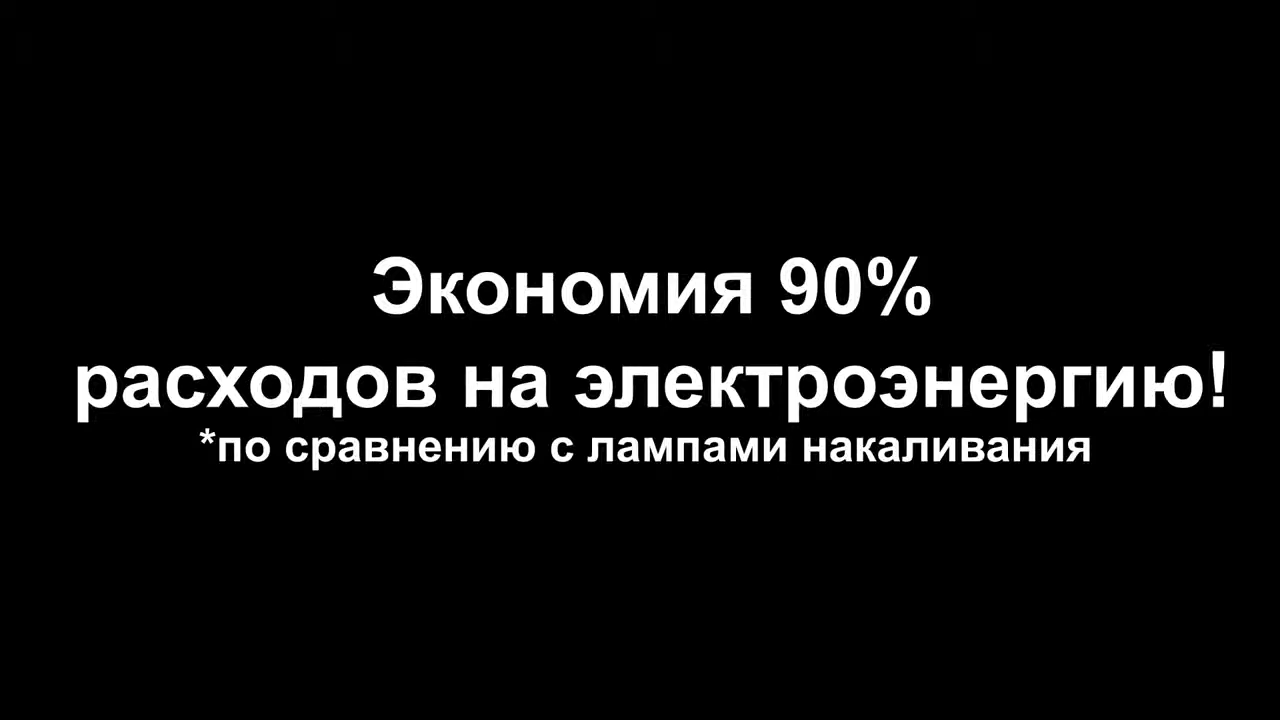 Экономия 90%
расходов на электроэнергию!
*по сравнению с лампами накаливания